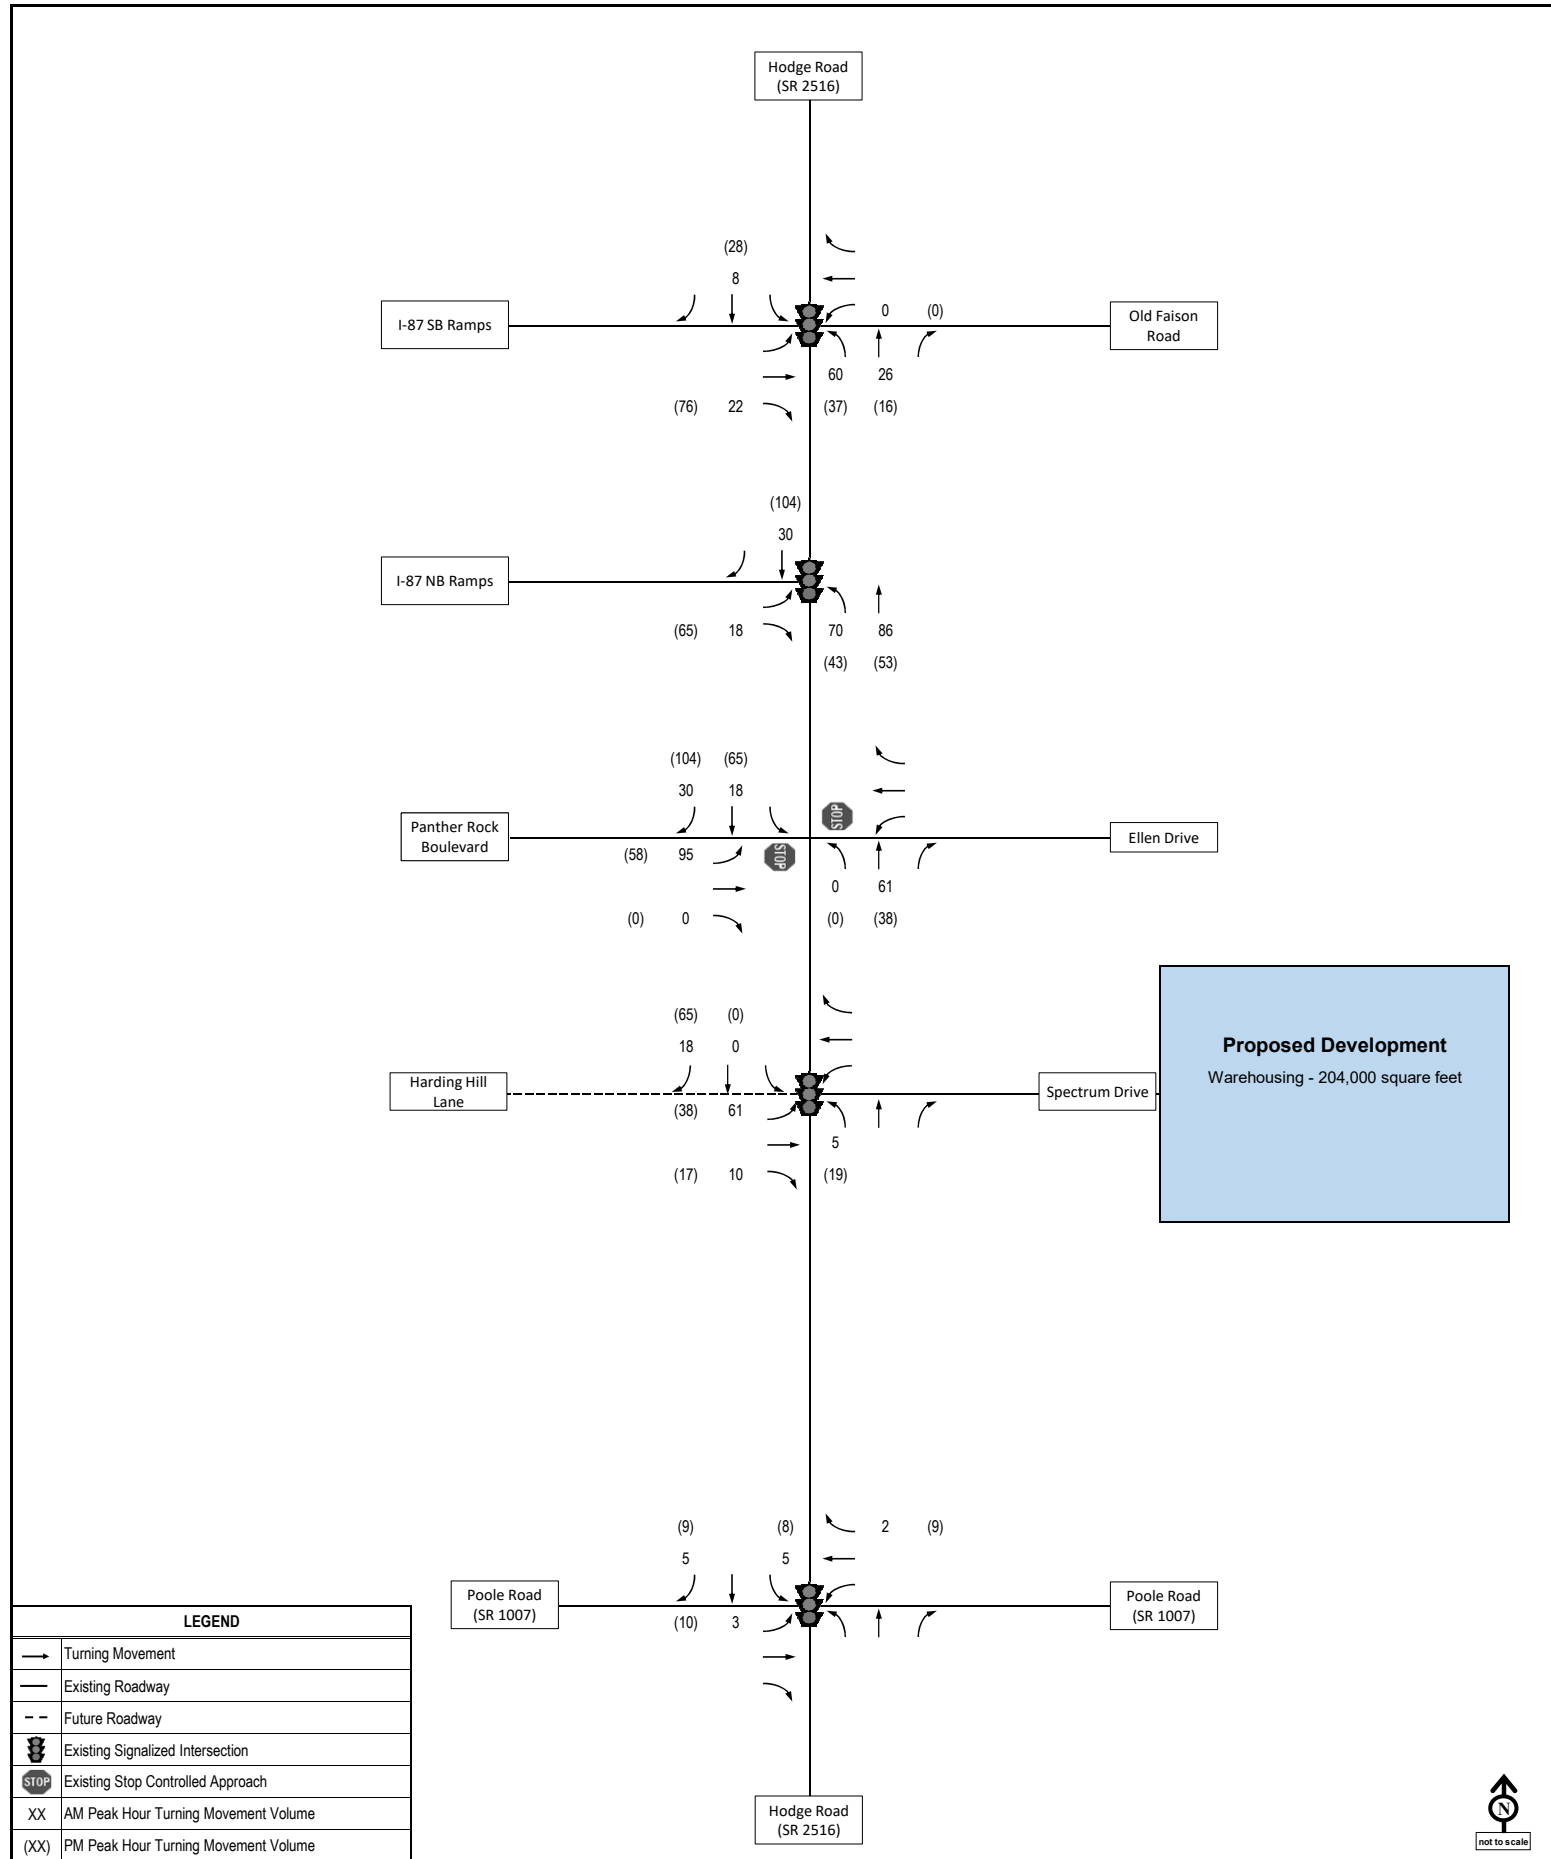 Hodge Road
(SR 2516)
(28)
8
I-87 SB Ramps
0 (0)
Old Faison
Road
60 26
(76) 22 (37) (16)
(104)
30
I-87 NB Ramps
(65) 18 70 86
(43) (53)
(104) (65)
30 18
Panther Rock
Boulevard
STOP
Ellen Drive
(58) 95
STOP
0 61
(0) 0 (0) (38)
(65) (0)
18 0
Harding Hill
Lane
Spectrum Drive
Proposed Development
Warehousing - 204,000 square feet
(38) 61
5
(17) 10 (19)
(9) (8) 2 (9)
5 5
Poole Road
(SR 1007)
Poole Road
(SR 1007)
(10) 3
LEGEND
Turning Movement
Existing Roadway
Future Roadway
Existing Signalized Intersection
STOP Existing Stop Controlled Approach
XX AM Peak Hour Turning Movement Volume
(XX) PM Peak Hour Turning Movement Volume
Hodge Road
(SR 2516)
N
not to scale